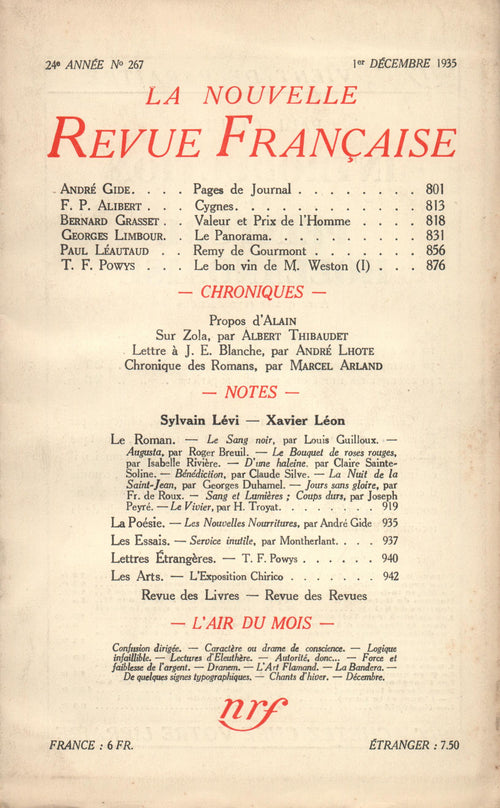 24e ANNÉE No 267 1er DÉCEMBRE 1935
LA NOUVELLE
REVUE FRANÇAISE
ANDRÉ GIDE. . . . Pages de Journal . . . . . . . . . 801
F. P. ALIBERT . . . Cygnes. . . . . . . . . . . . . 813
BERNARD GRASSET . . Valeur et Prix de l'Homme . . . . 818
GEORGES LIMBOUR. . Le Panorama. . . . . . . . . . . 831
PAUL LÉAUTAUD . . Remy de Gourmont . . . . . . . 856
T. F. POWYS . . . Le bon vin de M. Weston (I) . . . 876
— CHRONIQUES —
Propos d'ALAIN
Sur Zola, par ALBERT THIBAUDET
Lettre à J. E. Blanche, par ANDRÉ LHOTE
Chronique des Romans, par MARCEL ARLAND
— NOTES —
Sylvain Lévi — Xavier Léon
Le Roman. — Le Sang noir, par Louis Guilloux. —
Augusta, par Roger Breuil. — Le Bouquet de roses rouges,
par Isabelle Rivière. — D'une haleine. par Claire Sainte-
Soline. — Bénédiction, par Claude Silve. — La Nuit de la
Saint-Jean, par Georges Duhamel. — Jours sans gloire, par
Fr. de Roux. — Sang et Lumières ; Coups durs, par Joseph
Peyré. — Le Vivier, par H. Troyat. . . . . . . . 919
La Poésie. — Les Nouvelles Nourritures, par André Gide 935
Les Essais. — Service inutile, par Montherlant. . . . 937
Lettres Étrangères. — T. F. Powys . . . . . . . 940
Les Arts. — L'Exposition Chirico . . . . . . . 942
Revue des Livres — Revue des Revues
— L'AIR DU MOIS —
Confusion dirigée. — Caractère ou drame de conscience. — Logique
infaillible. — Lectures d'Eleuthère. — Autorité, donc... — Force et
faiblesse de l'argent. — Dranem. — L'Art Flamand. — La Bandera. —
De quelques signes typographiques. — Chants d'hiver. — Décembre.
nrf
FRANCE : 6 FR. ÉTRANGER : 7.50